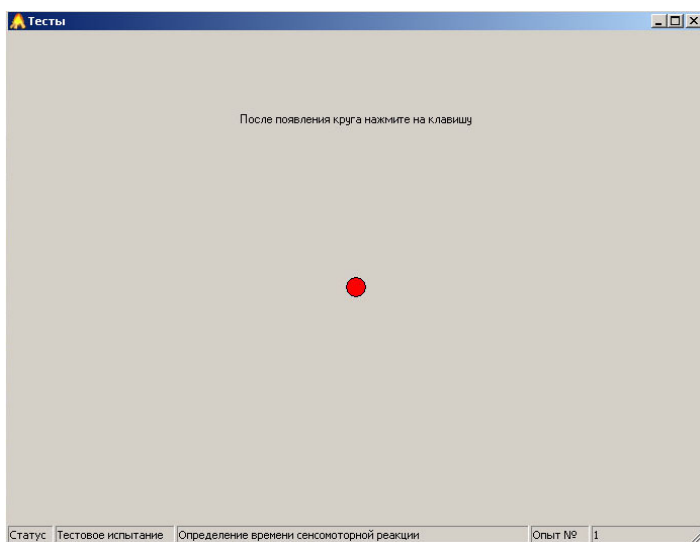 Тесты
После появления круга нажмите на клавишу
Статус Тестовое испытание Определение времени сенсомоторной реакции Опыт № 1